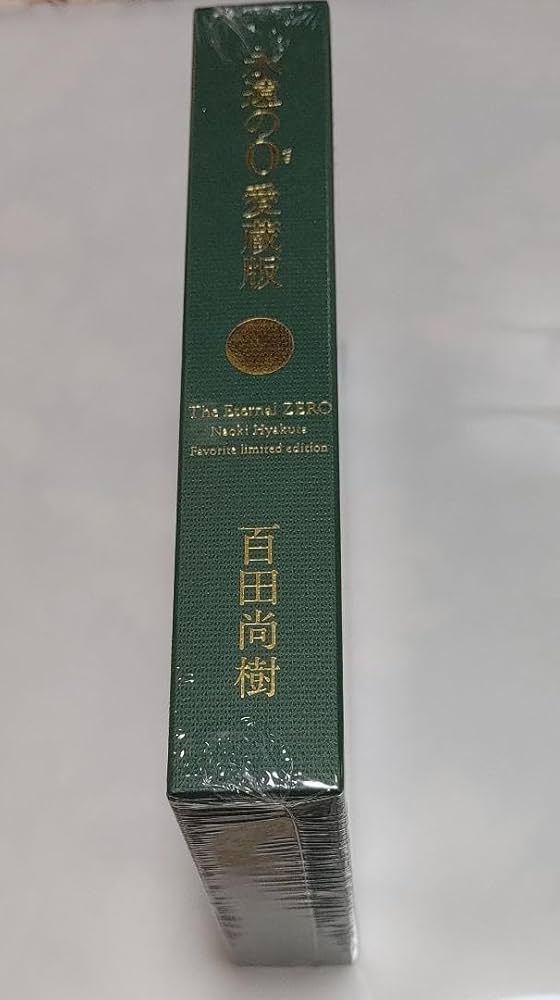 永遠の0 愛蔵版
The Eternal ZERO
Naoki Hyakuta
Favorite limited edition
百田尚樹